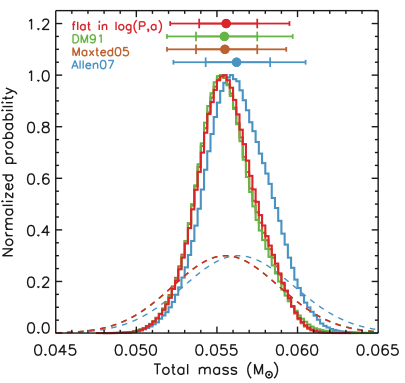 flat in log(P,a)
DM91
Maxted05
Allen07
1.2
1.0
0.8
0.6
0.4
0.2
0.0
Normalized probability
0.045 0.050 0.055 0.060 0.065
Total mass (M⊙)